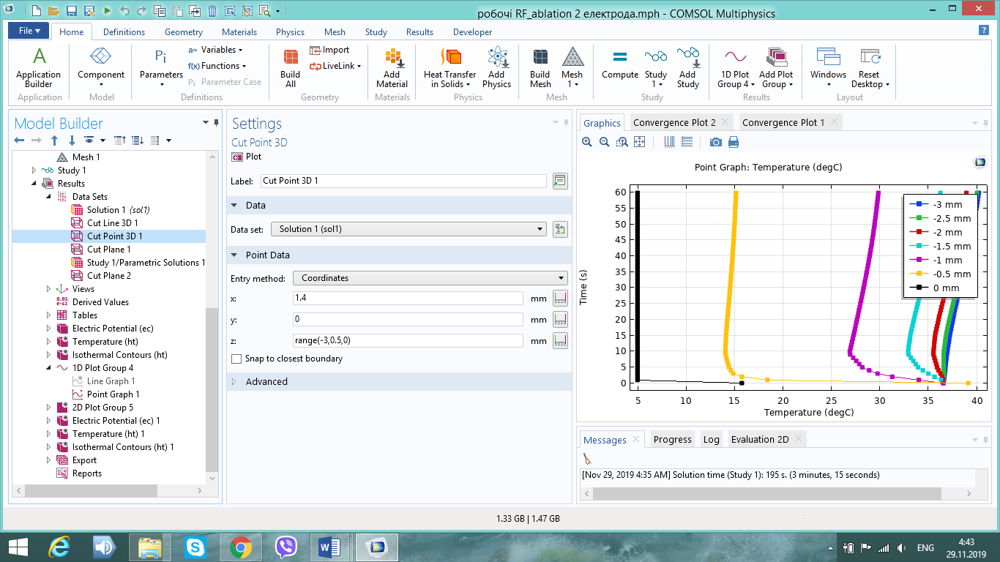 робочі RF_ablation 2 електрода.mph - COMSOL Multiphysics
File Home Definitions Geometry Materials Physics Mesh Study Results Developer
A Application Builder
Component
Pi Parameters
a= Variables
f(x) Functions
Pi Parameter Case
Build All
Import
LiveLink
Add Material
Heat Transfer in Solids
Add Physics
Build Mesh
Mesh 1
Compute
Study 1
Add Study
1D Plot Group 4
Add Plot Group
Windows
Reset Desktop
Application Model Definitions Geometry Materials Physics Mesh Study Results Layout
Model Builder
Mesh 1
Study 1
Results
Data Sets
Solution 1 (sol1)
Cut Line 3D 1
Cut Point 3D 1
Cut Plane 1
Study 1/Parametric Solutions 1
Cut Plane 2
Views
8.85
e-12
Derived Values
Tables
Electric Potential (ec)
Temperature (ht)
Isothermal Contours (ht)
1D Plot Group 4
Line Graph 1
Point Graph 1
2D Plot Group 5
Electric Potential (ec) 1
Temperature (ht) 1
Isothermal Contours (ht) 1
Export
Reports
Settings
Cut Point 3D
Plot
Label: Cut Point 3D 1
Data
Data set: Solution 1 (sol1)
Point Data
Entry method: Coordinates
x: 1.4 mm
y: 0 mm
z: range(-3,0.5,0) mm
Snap to closest boundary
Advanced
Graphics Convergence Plot 2 Convergence Plot 1
Point Graph: Temperature (degC)
60
55
50
45
40
35
30
25
20
15
10
5
0
Time (s)
5 10 15 20 25 30 35 40
Temperature (degC)
-3 mm
-2.5 mm
-2 mm
-1.5 mm
-1 mm
-0.5 mm
0 mm
Messages Progress Log Evaluation 2D
[Nov 29, 2019 4:35 AM] Solution time (Study 1): 195 s. (3 minutes, 15 seconds)
1.33 GB | 1.47 GB
ENG
4:43
29.11.2019